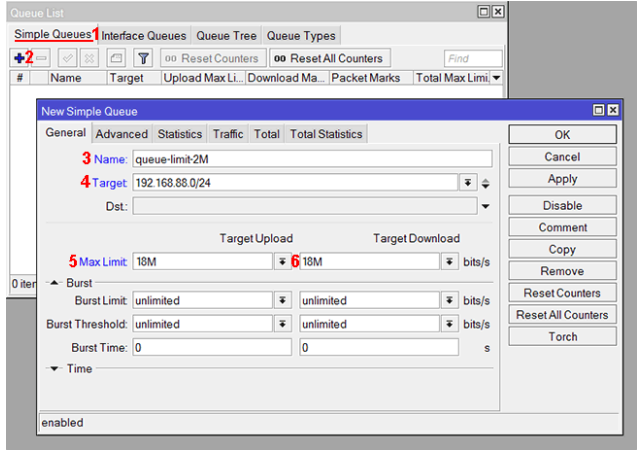 Queue List
Simple Queues 1 Interface Queues Queue Tree Queue Types
2 oo Reset Counters oo Reset All Counters Find
# Name Target Upload Max Li... Download Ma... Packet Marks Total Max Limi...
New Simple Queue
General Advanced Statistics Traffic Total Total Statistics
OK
3 Name: queue-limit-2M
Cancel
4 Target: 192.168.88.0/24
Apply
Dst.:
Disable
Comment
Target Upload Target Download
Copy
5 Max Limit: 18M 6 18M bits/s
Remove
0 iter
Burst
Reset Counters
Burst Limit: unlimited unlimited
Reset All Counters
Burst Threshold: unlimited unlimited bits/s
Torch
Burst Time: 0 0 s
Time
enabled